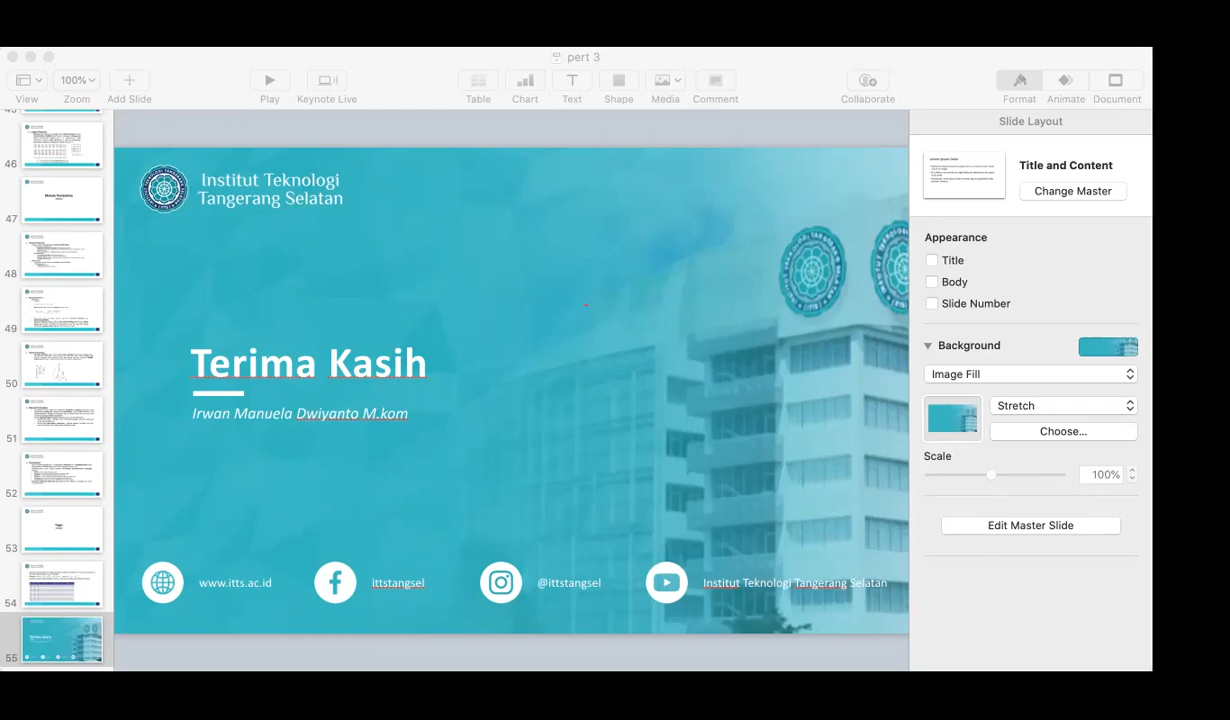 pert 3
100%
View
Zoom
Add Slide
Play
Keynote Live
Table
Chart
Text
Shape
Media
Comment
Collaborate
Format
Animate
Document
46
47
48
49
50
51
52
53
54
55
Institut Teknologi
Tangerang Selatan
Terima Kasih
Irwan Manuela Dwiyanto M.kom
www.itts.ac.id
ittstangsel
@ittstangsel
Institut Teknologi Tangerang Selatan
Slide Layout
Title and Content
Change Master
Appearance
Title
Body
Slide Number
Background
Image Fill
Stretch
Choose...
Scale
100%
Edit Master Slide